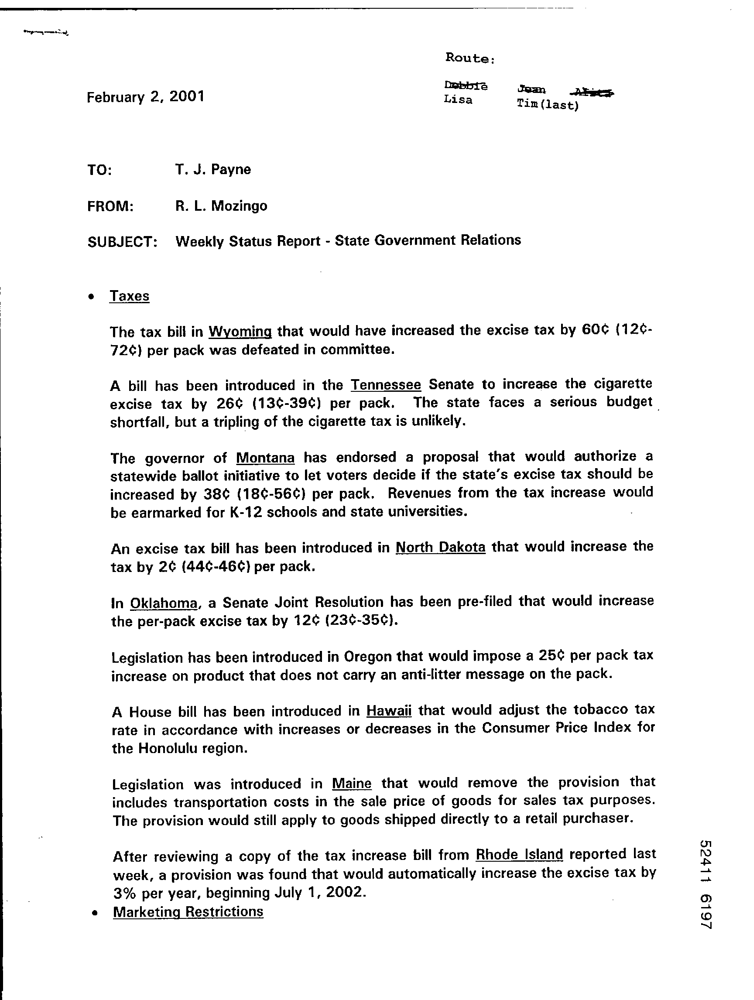 Route:
Debbie Jean
February 2, 2001
Lisa Tim(last)
TO: T. J. Payne
FROM: R. L. Mozingo
SUBJECT: Weekly Status Report - State Government Relations
• Taxes
The tax bill in Wyoming that would have increased the excise tax by 60¢ (12¢-
72¢) per pack was defeated in committee.
A bill has been introduced in the Tennessee Senate to increase the cigarette
excise tax by 26¢ (13¢-39¢) per pack. The state faces a serious budget
shortfall, but a tripling of the cigarette tax is unlikely.
The governor of Montana has endorsed a proposal that would authorize a
statewide ballot initiative to let voters decide if the state's excise tax should be
increased by 38¢ (18¢-56¢) per pack. Revenues from the tax increase would
be earmarked for K-12 schools and state universities.
An excise tax bill has been introduced in North Dakota that would increase the
tax by 2¢ (44¢-46¢) per pack.
In Oklahoma, a Senate Joint Resolution has been pre-filed that would increase
the per-pack excise tax by 12¢ (23¢-35¢).
Legislation has been introduced in Oregon that would impose a 25¢ per pack tax
increase on product that does not carry an anti-litter message on the pack.
A House bill has been introduced in Hawaii that would adjust the tobacco tax
rate in accordance with increases or decreases in the Consumer Price Index for
the Honolulu region.
Legislation was introduced in Maine that would remove the provision that
includes transportation costs in the sale price of goods for sales tax purposes.
The provision would still apply to goods shipped directly to a retail purchaser.
After reviewing a copy of the tax increase bill from Rhode Island reported last
week, a provision was found that would automatically increase the excise tax by
3% per year, beginning July 1, 2002.
• Marketing Restrictions
52411 6197